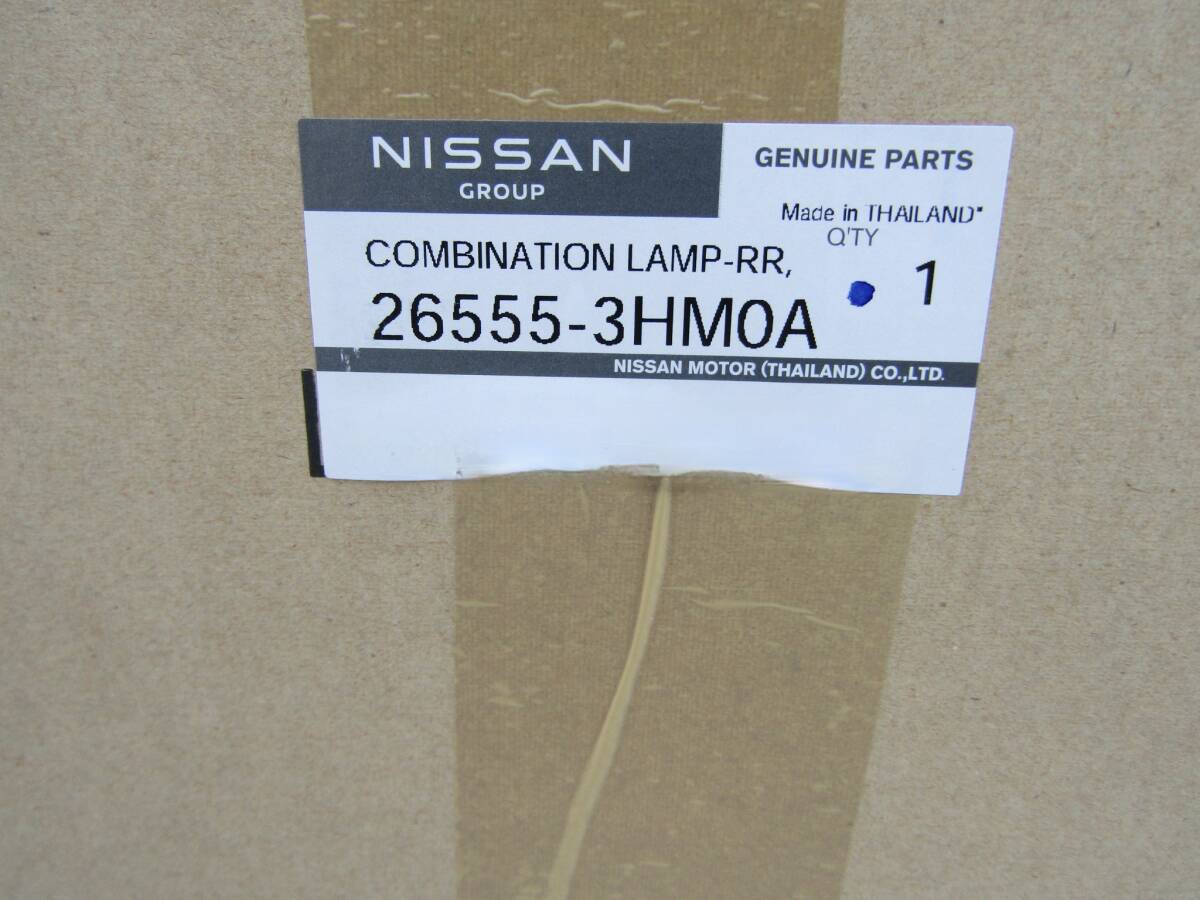 NISSAN
GROUP
GENUINE PARTS
Made in THAILAND*
Q'TY
COMBINATION LAMP-RR,
1
26555-3HM0A
NISSAN MOTOR (THAILAND) CO.,LTD.